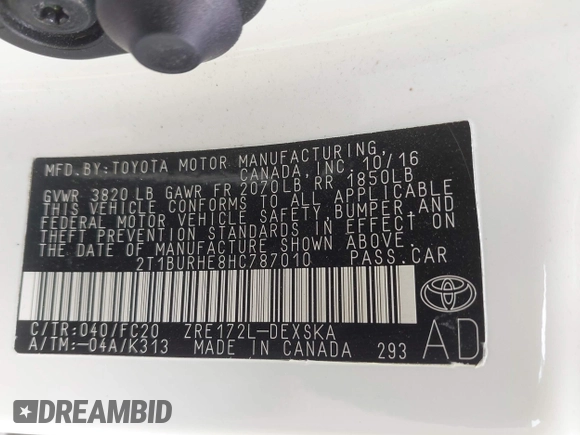 MFD.BY:TOYOTA MOTOR MANUFACTURING,
CANADA,INC. 10/16
GVWR 3820 LB GAWR FR 2070LB RR 1850LB
THIS VEHICLE CONFORMS TO ALL APPLICABLE
FEDERAL MOTOR VEHICLE SAFETY,BUMPER,AND
THEFT PREVENTION STANDARDS IN EFFECT ON
THE DATE OF MANUFACTURE SHOWN ABOVE.
2T1BURHE8HC787010 PASS.CAR
C/TR:040/FC20 ZRE172L-DEXSKA
A/TM:-04A/K313 MADE IN CANADA 293
AD
DREAMBID